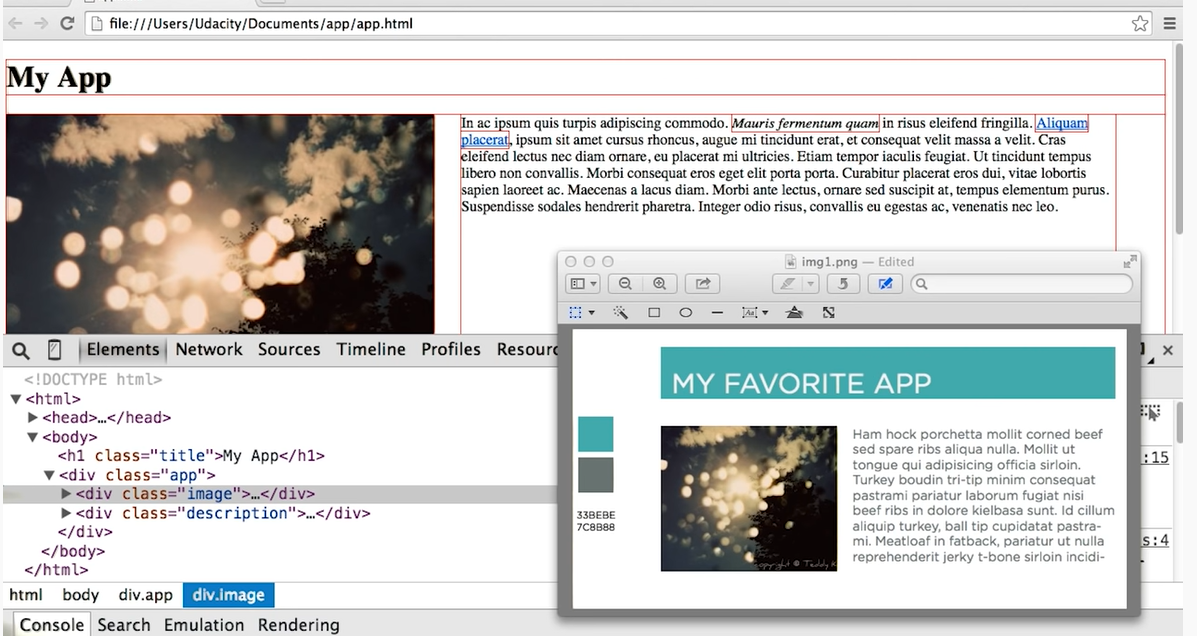 file:///Users/Udacity/Documents/app/app.html
My App
In ac ipsum quis turpis adipiscing commodo. Mauris fermentum quam in risus eleifend fringilla. Aliquam
placerat, ipsum sit amet cursus rhoncus, augue mi tincidunt erat, et consequat velit massa a velit. Cras
eleifend lectus nec diam ornare, eu placerat mi ultricies. Etiam tempor iaculis feugiat. Ut tincidunt tempus
libero non convallis. Morbi consequat eros eget elit porta porta. Curabitur placerat eros dui, vitae lobortis
sapien laoreet ac. Maecenas a lacus diam. Morbi ante lectus, ornare sed suscipit at, tempus elementum purus.
Suspendisse sodales hendrerit pharetra. Integer odio risus, convallis eu egestas ac, venenatis nec leo.
img1.png — Edited
MY FAVORITE APP
33BEBE
7C8B88
Ham hock porchetta mollit corned beef
sed spare ribs aliqua nulla. Mollit ut
tongue qui adipisicing officia sirloin.
Turkey boudin tri-tip minim consequat
pastrami pariatur laborum fugiat nisi
beef ribs in dolore kielbasa sunt. Id cillum
aliquip turkey, ball tip cupidatat pastra-
mi. Meatloaf in fatback, pariatur ut nulla
reprehenderit jerky t-bone sirloin incidi-
opyright © Teddy K
Elements Network Sources Timeline Profiles Resourc
<!DOCTYPE html>
▼<html>
▶<head>…</head>
▼<body>
<h1 class="title">My App</h1>
▼<div class="app">
▶<div class="image">…</div>
▶<div class="description">…</div>
</div>
</body>
</html>
:15
s:4
html body div.app div.image
Console Search Emulation Rendering